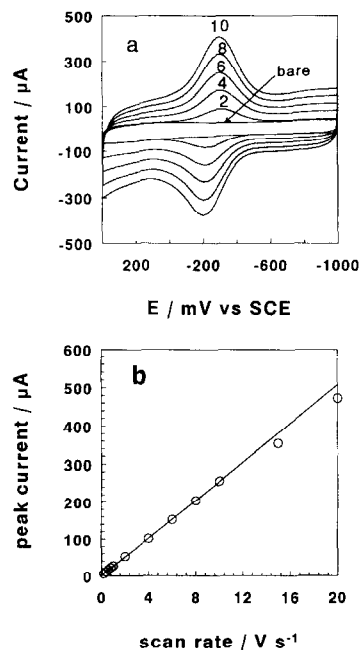 a
10
8
6
4
2
bare
500
300
100
-100
-300
-500
Current / µA
200 -200 -600 -1000
E / mV vs SCE
b
600
500
400
300
200
100
0
peak current / µA
0 4 8 12 16 20
scan rate / V s⁻¹